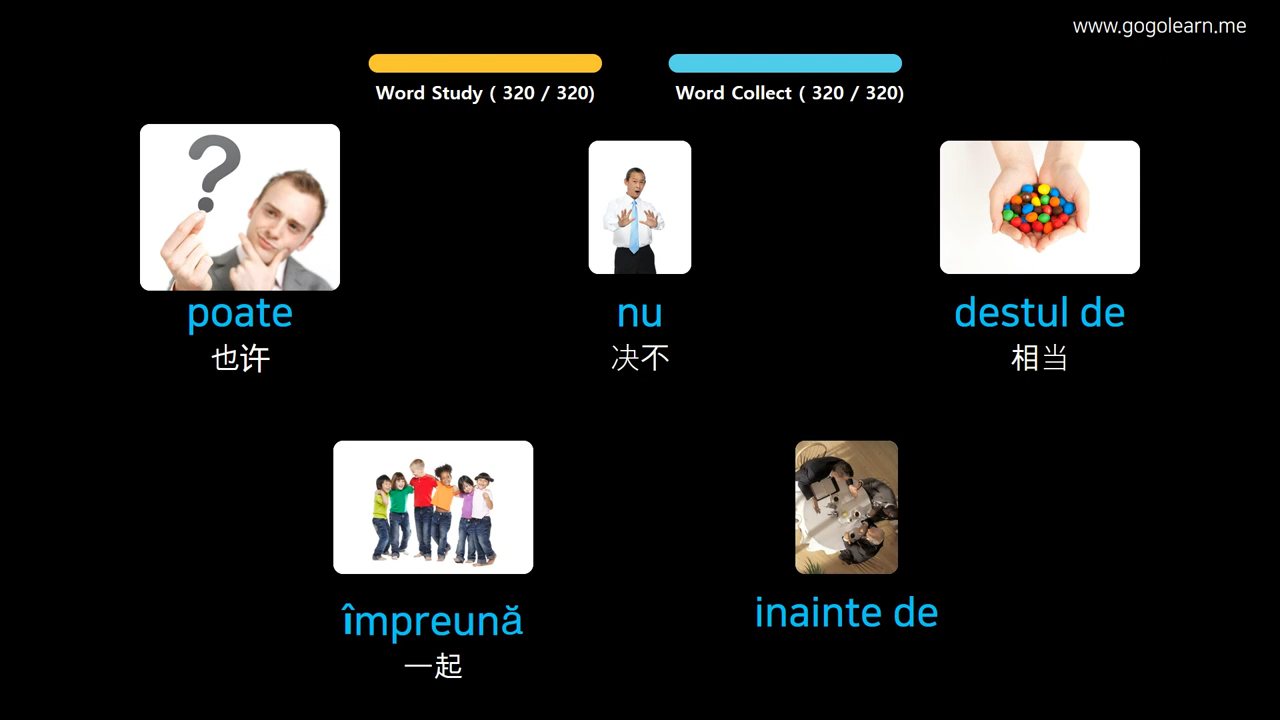 www.gogolearn.me
Word Study ( 320 / 320)
Word Collect ( 320 / 320)
poate
也许
nu
决不
destul de
相当
împreună
一起
inainte de